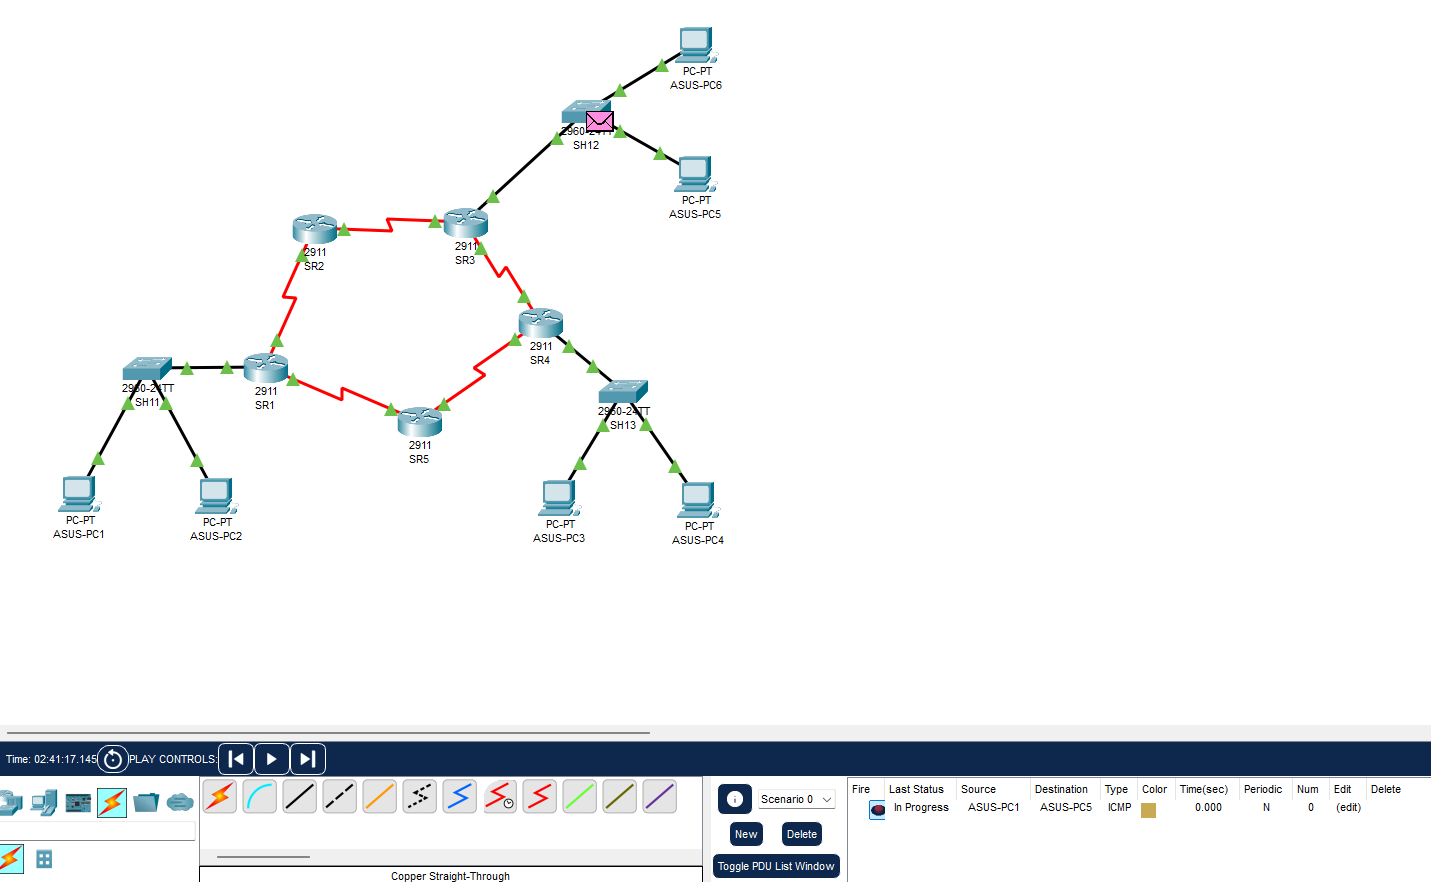 PC-PT
ASUS-PC6
2960-24TT
SH12
PC-PT
ASUS-PC5
2911
SR2
2911
SR3
2911
SR4
2960-24TT
SH11
2911
SR1
2960-24TT
SH13
2911
SR5
PC-PT
ASUS-PC1
PC-PT
ASUS-PC2
PC-PT
ASUS-PC3
PC-PT
ASUS-PC4
Time: 02:41:17.145 PLAY CONTROLS:
Scenario 0
New Delete
Toggle PDU List Window
Fire Last Status Source Destination Type Color Time(sec) Periodic Num Edit Delete
In Progress ASUS-PC1 ASUS-PC5 ICMP 0.000 N 0 (edit)
Copper Straight-Through